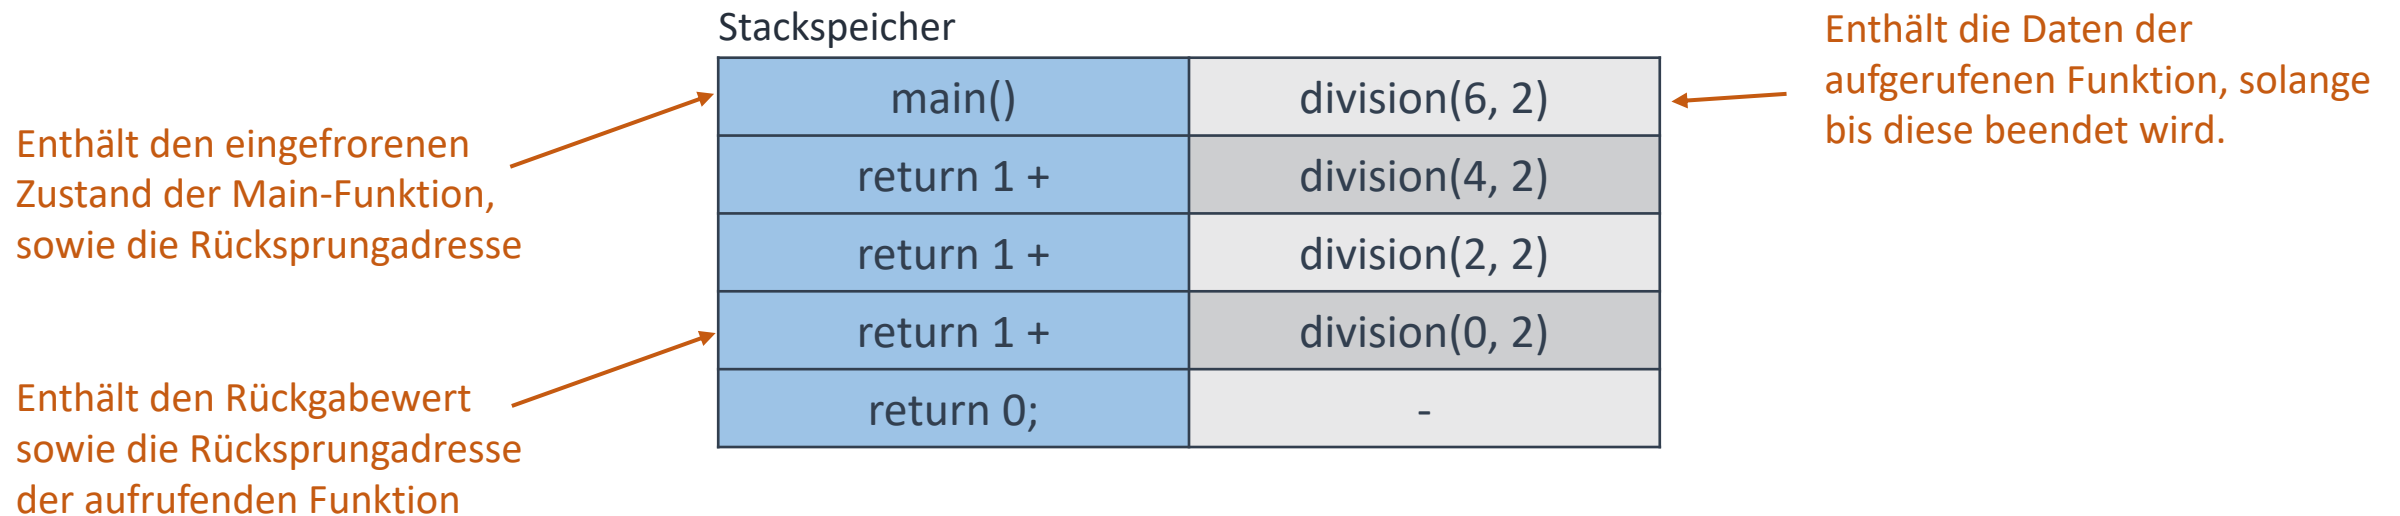 Stackspeicher
Enthält den eingefrorenen
Zustand der Main-Funktion,
sowie die Rücksprungadresse
Enthält den Rückgabewert
sowie die Rücksprungadresse
der aufrufenden Funktion
main() division(6, 2)
return 1 + division(4, 2)
return 1 + division(2, 2)
return 1 + division(0, 2)
return 0; -
Enthält die Daten der
aufgerufenen Funktion, solange
bis diese beendet wird.